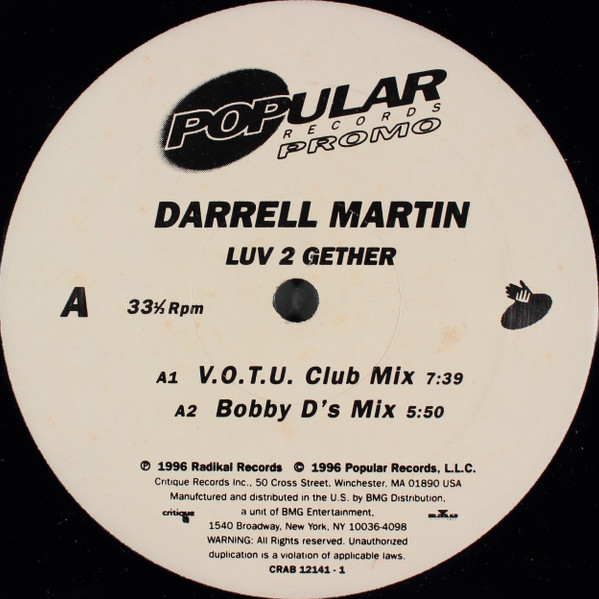 POPULAR
RECORDS
PROMO
DARRELL MARTIN
LUV 2 GETHER
A 33⅓ Rpm
A1 V.O.T.U. Club Mix 7:39
A2 Bobby D's Mix 5:50
℗ 1996 Radikal Records © 1996 Popular Records, L.L.C.
Critique Records Inc., 50 Cross Street, Winchester, MA 01890 USA
Manufctured and distributed in the U.S. by BMG Distribution,
critique a unit of BMG Entertainment, BMG
1540 Broadway, New York, NY 10036-4098
WARNING: All Rights reserved. Unauthorized
duplication is a violation of applicable laws.
CRAB 12141 - 1